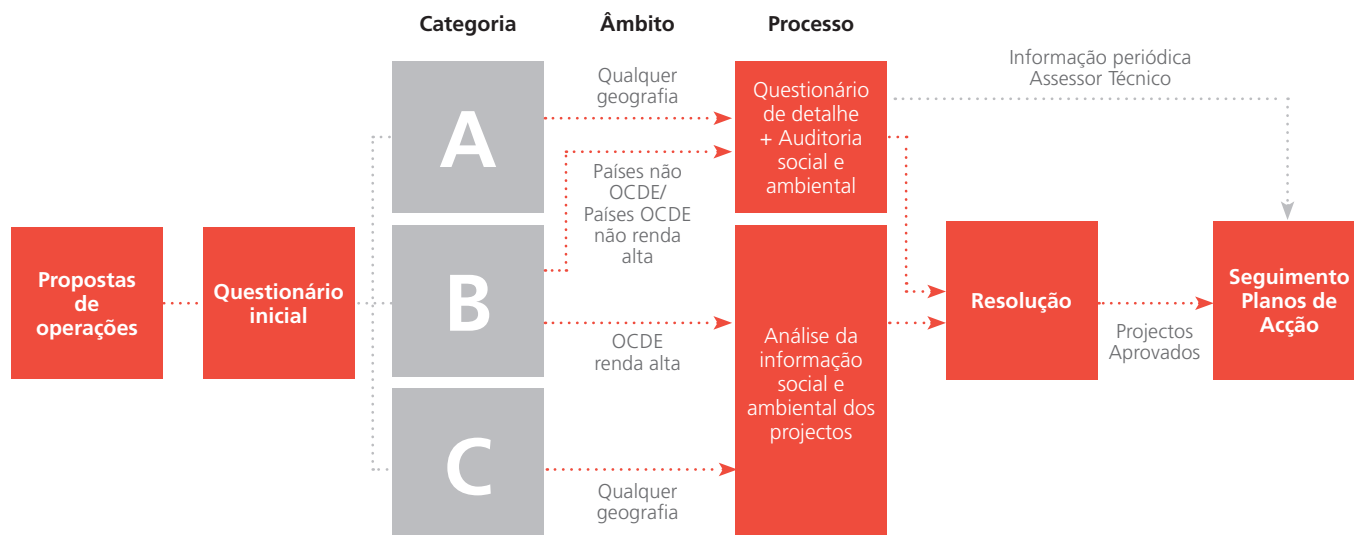 Categoria
Âmbito
Processo
Propostas
de
operações
Questionário
inicial
A
B
C
Qualquer
geografia
Países não
OCDE/
Países OCDE
não renda
alta
OCDE
renda alta
Qualquer
geografia
Questionário
de detalhe
+ Auditoria
social e
ambiental
Análise da
informação
social e
ambiental dos
projectos
Informação periódica
Assessor Técnico
Resolução
Projectos
Aprovados
Seguimento
Planos de
Acção